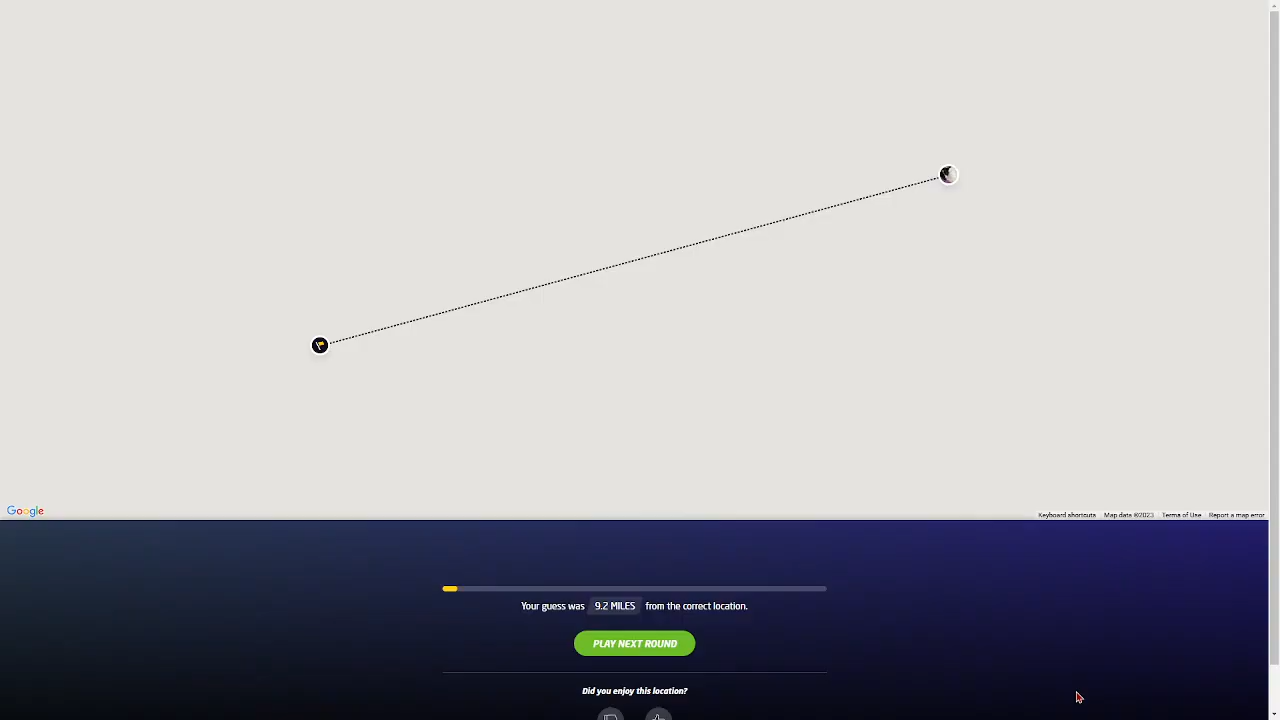 Google
Keyboard shortcuts Map data ©2023 Terms of Use Report a map error
Your guess was 9.2 MILES from the correct location.
PLAY NEXT ROUND
Did you enjoy this location?